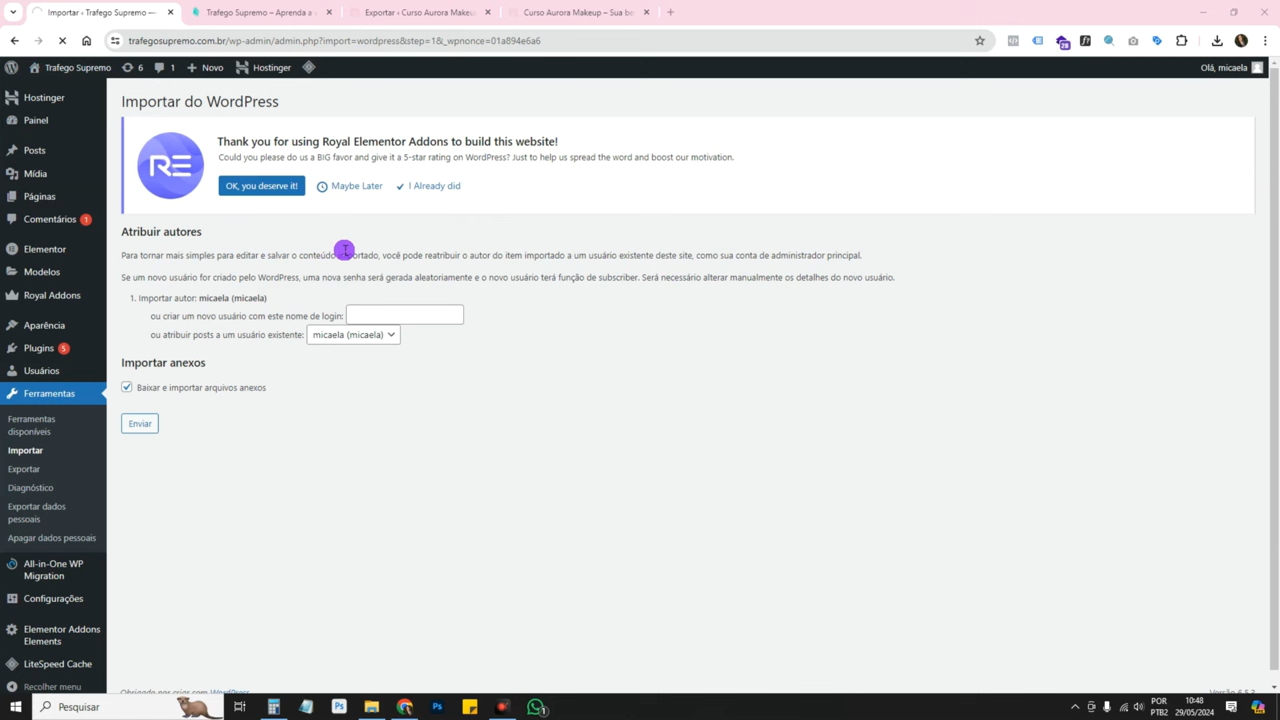 Importar ‹ Trafego Supremo —
Trafego Supremo – Aprenda a
Exportar ‹ Curso Aurora Makeu
Curso Aurora Makeup – Sua be
trafegosupremo.com.br/wp-admin/admin.php?import=wordpress&step=1&_wpnonce=01a894e6a6
28
Trafego Supremo
6
1
Novo
Hostinger
Olá, micaela
Hostinger
Painel
Posts
Mídia
Páginas
Comentários 1
Elementor
Modelos
Royal Addons
Aparência
Plugins 5
Usuários
Ferramentas
Ferramentas
disponíveis
Importar
Exportar
Diagnóstico
Exportar dados
pessoais
Apagar dados pessoais
All-in-One WP
Migration
Configurações
Elementor Addons
Elements
LiteSpeed Cache
Recolher menu
Importar do WordPress
RE
Thank you for using Royal Elementor Addons to build this website!
Could you please do us a BIG favor and give it a 5-star rating on WordPress? Just to help us spread the word and boost our motivation.
OK, you deserve it!
Maybe Later
I Already did
Atribuir autores
Para tornar mais simples para editar e salvar o conteúdo importado, você pode reatribuir o autor do item importado a um usuário existente deste site, como sua conta de administrador principal.
Se um novo usuário for criado pelo WordPress, uma nova senha será gerada aleatoriamente e o novo usuário terá função de subscriber. Será necessário alterar manualmente os detalhes do novo usuário.
1. Importar autor: micaela (micaela)
ou criar um novo usuário com este nome de login:
ou atribuir posts a um usuário existente: micaela (micaela)
Importar anexos
Baixar e importar arquivos anexos
Enviar
Obrigado por criar com WordPress.
Versão 6.5.3
Pesquisar
Ps
Ps
1
POR
PTB2
10:48
29/05/2024